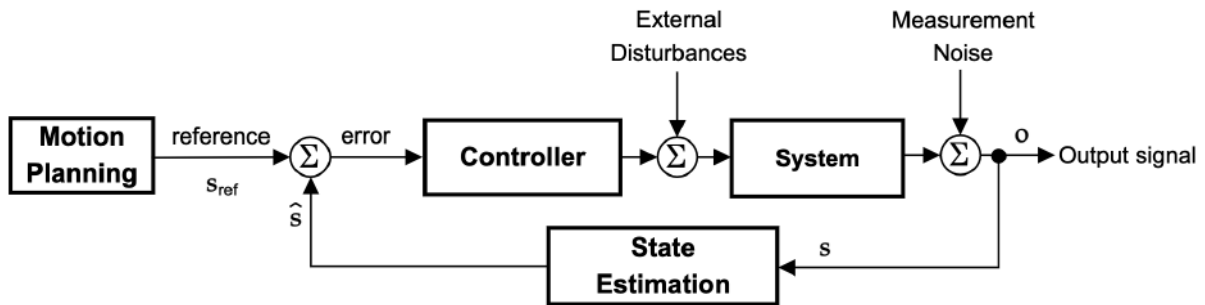 External
Disturbances
Measurement
Noise
Motion
Planning
reference
s_ref
Σ
error
Controller
Σ
System
Σ
o
Output signal
ŝ
State
Estimation
s